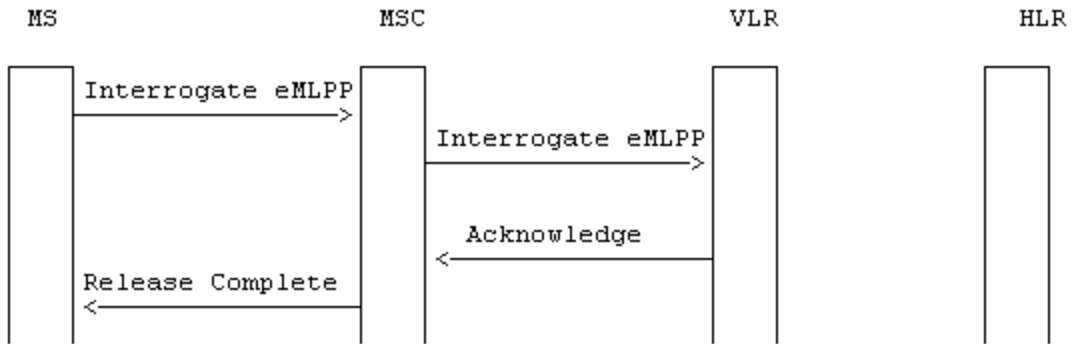 MS MSC VLR HLR
Interrogate eMLPP
Interrogate eMLPP
Acknowledge
Release Complete